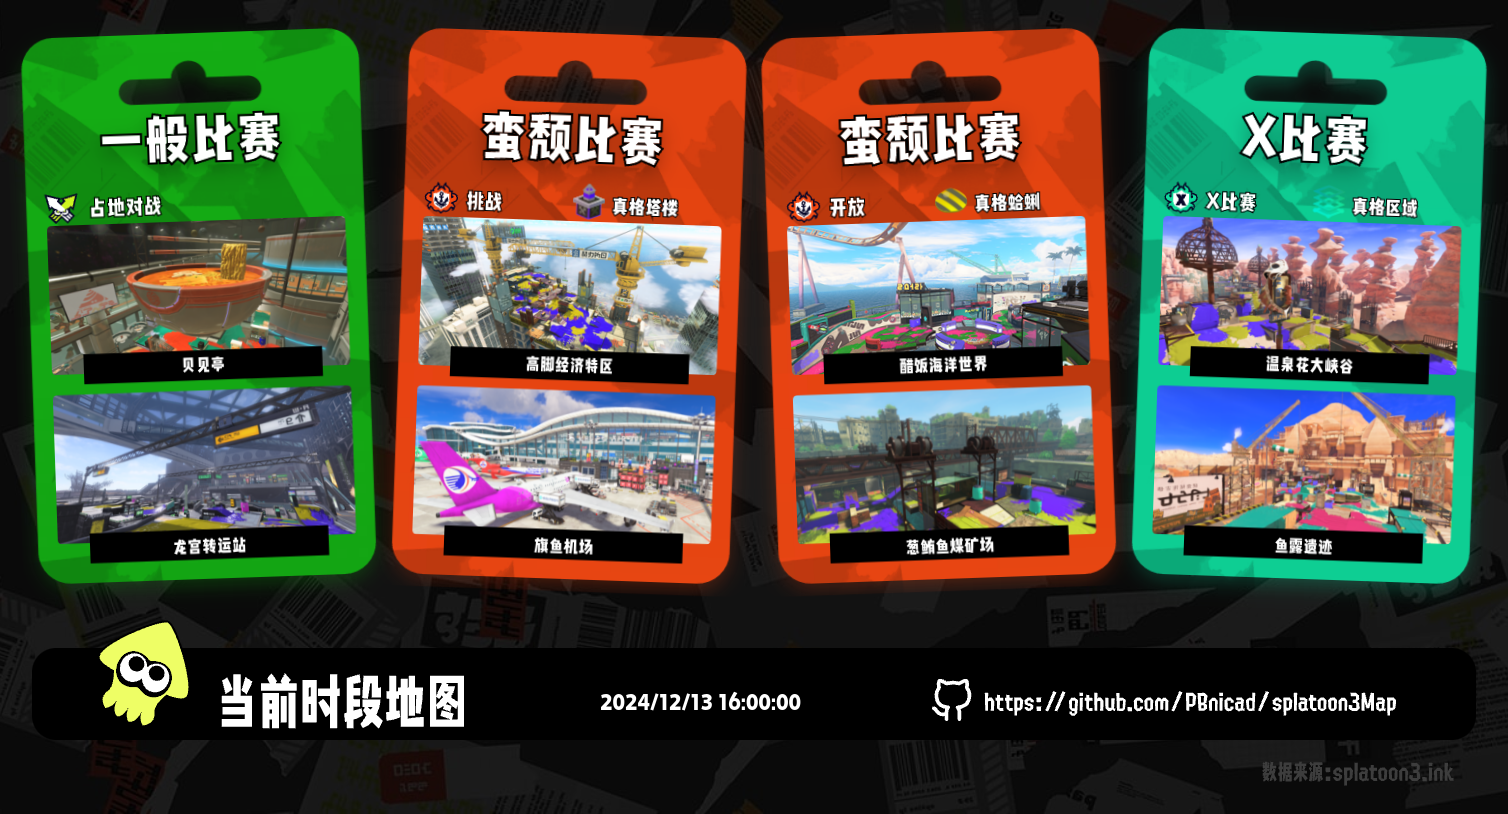 一般比赛
占地对战
贝贝亭
龙宫转运站
蛮颓比赛
挑战
真格塔楼
高脚经济特区
旗鱼机场
蛮颓比赛
开放
真格蛤蜊
醋饭海洋世界
葱鲔鱼煤矿场
X比赛
X比赛
真格区域
温泉花大峡谷
鱼露遗迹
当前时段地图
2024/12/13 16:00:00
https://github.com/PBnicad/splatoon3Map
数据来源:splatoon3.ink